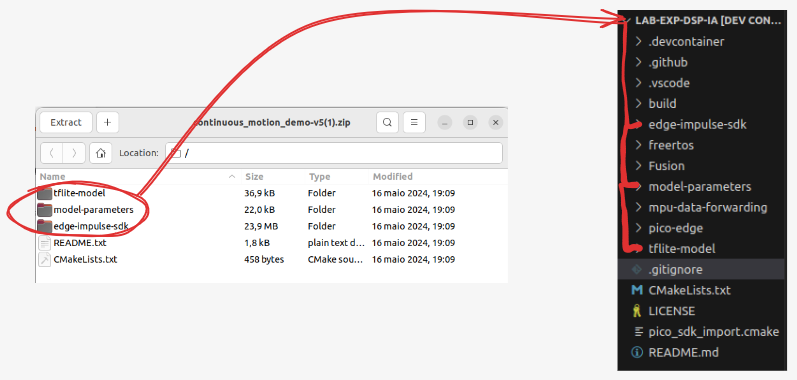 Extract + continuous_motion_demo-v5(1).zip
Location: /
Name Size Type Modified
tflite-model 36,9 kB Folder 16 maio 2024, 19:09
model-parameters 22,0 kB Folder 16 maio 2024, 19:09
edge-impulse-sdk 23,9 MB Folder 16 maio 2024, 19:09
README.txt 1,8 kB plain text d... 16 maio 2024, 19:09
CMakeLists.txt 458 bytes CMake sou... 16 maio 2024, 19:09
LAB-EXP-DSP-IA [DEV CON...
.devcontainer
.github
.vscode
build
edge-impulse-sdk
freertos
Fusion
model-parameters
mpu-data-forwarding
pico-edge
tflite-model
.gitignore
M CMakeLists.txt
LICENSE
pico_sdk_import.cmake
README.md